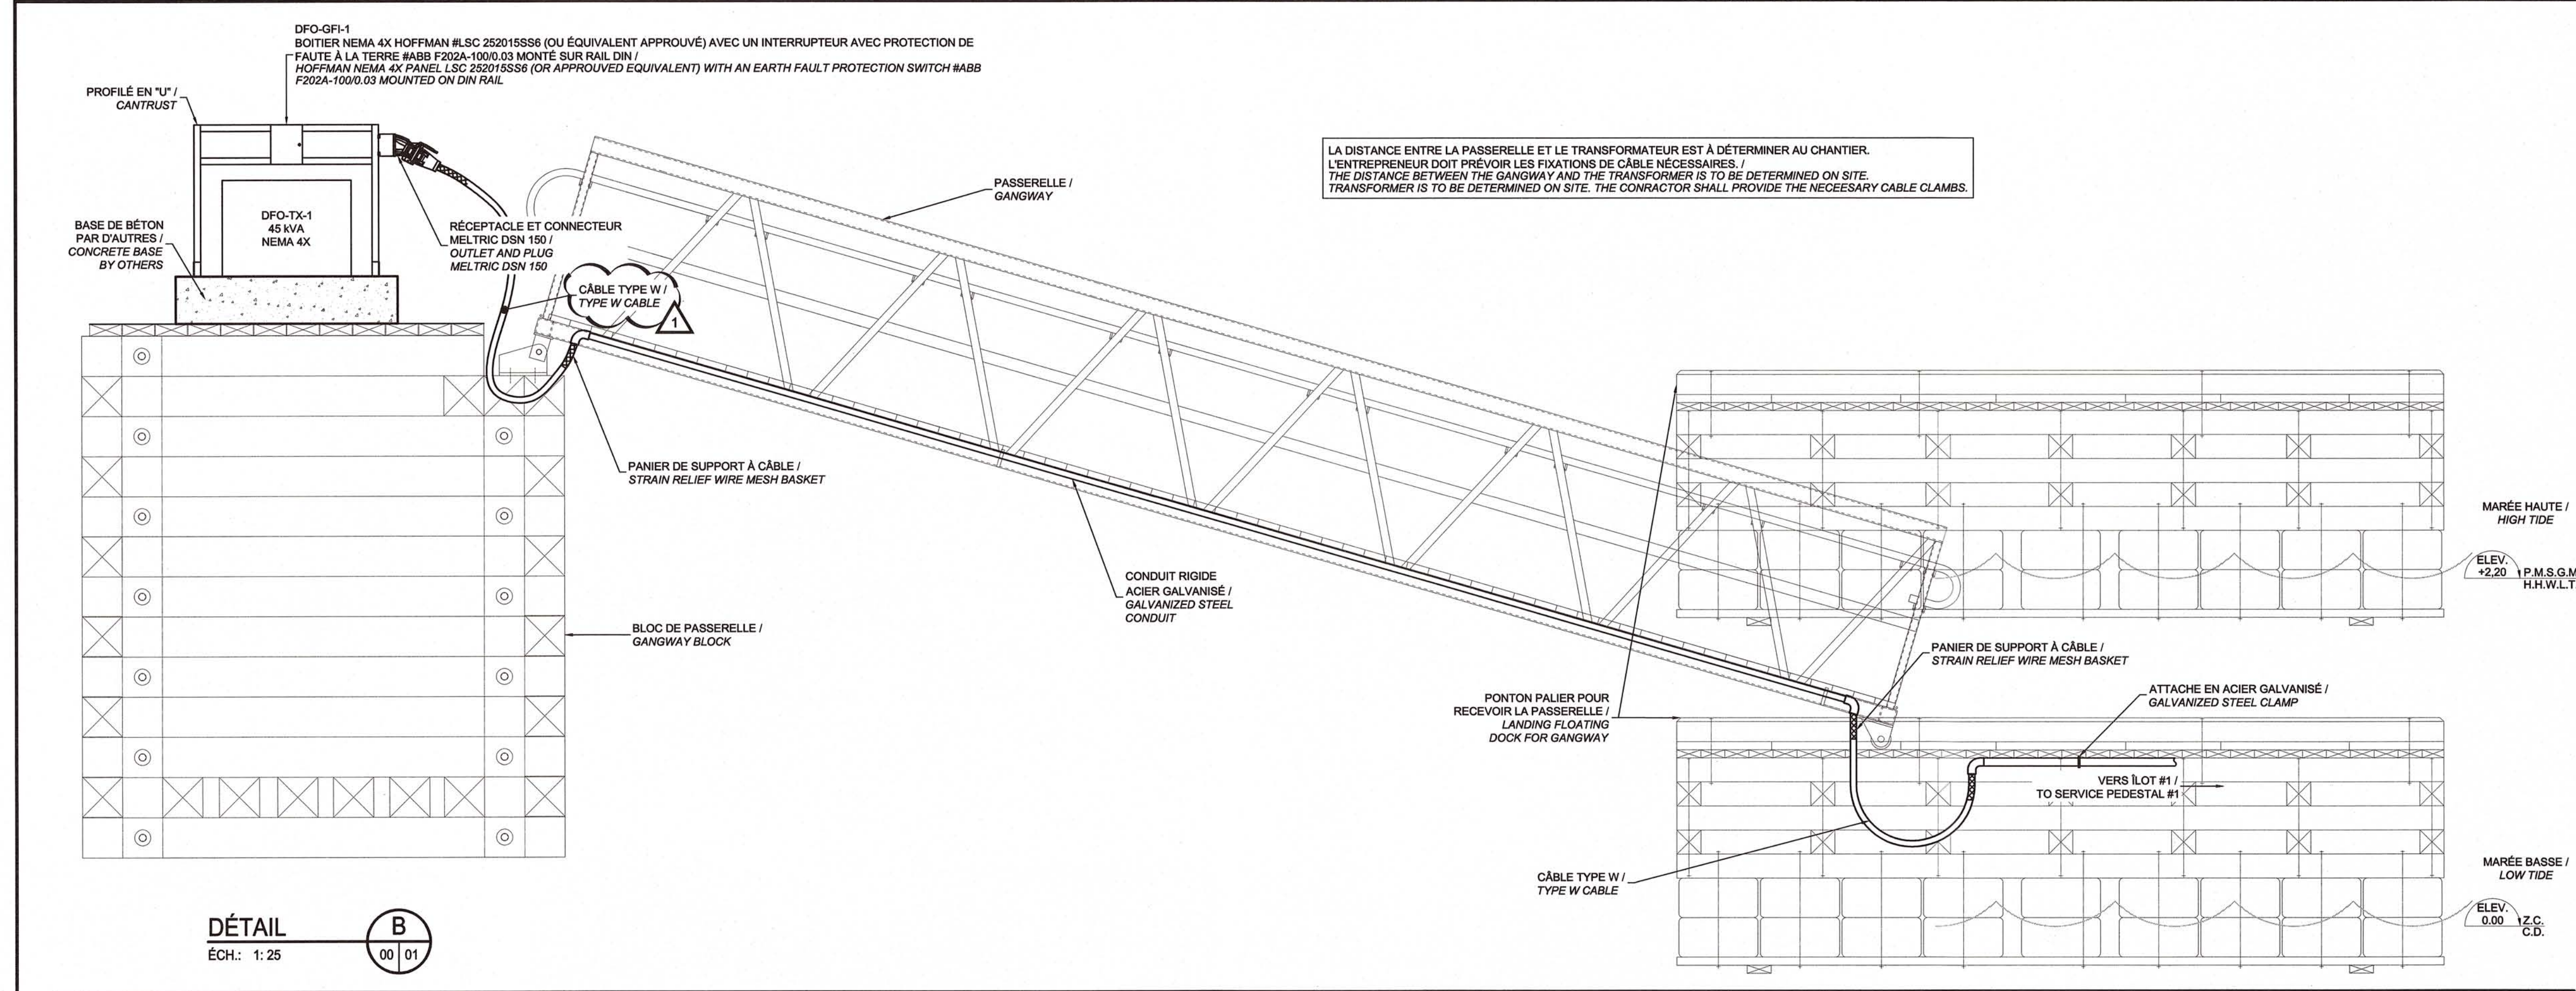 DFO-GFI-1
BOITIER NEMA 4X HOFFMAN #LSC 252015SS6 (OU ÉQUIVALENT APPROUVÉ) AVEC UN INTERRUPTEUR AVEC PROTECTION DE
FAUTE À LA TERRE #ABB F202A-100/0.03 MONTÉ SUR RAIL DIN /
HOFFMAN NEMA 4X PANEL LSC 252015SS6 (OR APPROUVED EQUIVALENT) WITH AN EARTH FAULT PROTECTION SWITCH #ABB
F202A-100/0.03 MOUNTED ON DIN RAIL
PROFILÉ EN "U" /
CANTRUST
DFO-TX-1
45 kVA
NEMA 4X
BASE DE BÉTON
PAR D'AUTRES /
CONCRETE BASE
BY OTHERS
RÉCEPTACLE ET CONNECTEUR
MELTRIC DSN 150 /
OUTLET AND PLUG
MELTRIC DSN 150
CÂBLE TYPE W /
TYPE W CABLE
1
PASSERELLE /
GANGWAY
LA DISTANCE ENTRE LA PASSERELLE ET LE TRANSFORMATEUR EST À DÉTERMINER AU CHANTIER.
L'ENTREPRENEUR DOIT PRÉVOIR LES FIXATIONS DE CÂBLE NÉCESSAIRES. /
THE DISTANCE BETWEEN THE GANGWAY AND THE TRANSFORMER IS TO BE DETERMINED ON SITE.
TRANSFORMER IS TO BE DETERMINED ON SITE. THE CONRACTOR SHALL PROVIDE THE NECEESARY CABLE CLAMBS.
PANIER DE SUPPORT À CÂBLE /
STRAIN RELIEF WIRE MESH BASKET
CONDUIT RIGIDE
ACIER GALVANISÉ /
GALVANIZED STEEL
CONDUIT
BLOC DE PASSERELLE /
GANGWAY BLOCK
MARÉE HAUTE /
HIGH TIDE
ELEV.
+2,20 P.M.S.G.M
H.H.W.L.T.
PANIER DE SUPPORT À CÂBLE /
STRAIN RELIEF WIRE MESH BASKET
PONTON PALIER POUR
RECEVOIR LA PASSERELLE /
LANDING FLOATING
DOCK FOR GANGWAY
ATTACHE EN ACIER GALVANISÉ /
GALVANIZED STEEL CLAMP
VERS ÎLOT #1 /
TO SERVICE PEDESTAL #1
CÂBLE TYPE W /
TYPE W CABLE
MARÉE BASSE /
LOW TIDE
ELEV.
0.00 Z.C.
C.D.
DÉTAIL
ÉCH.: 1: 25
B
00 01